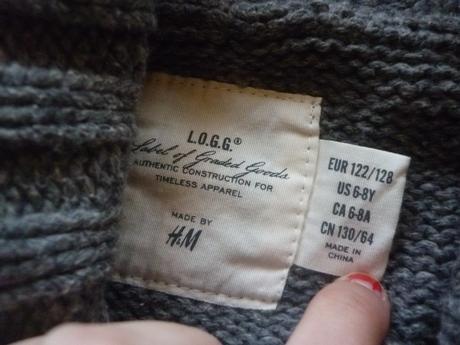 L.O.G.G.®
Label of Graded Goods
AUTHENTIC CONSTRUCTION FOR
TIMELESS APPAREL
MADE BY
H&M
EUR 122/128
US 6-8Y
CA 6-8A
CN 130/64
MADE IN
CHINA